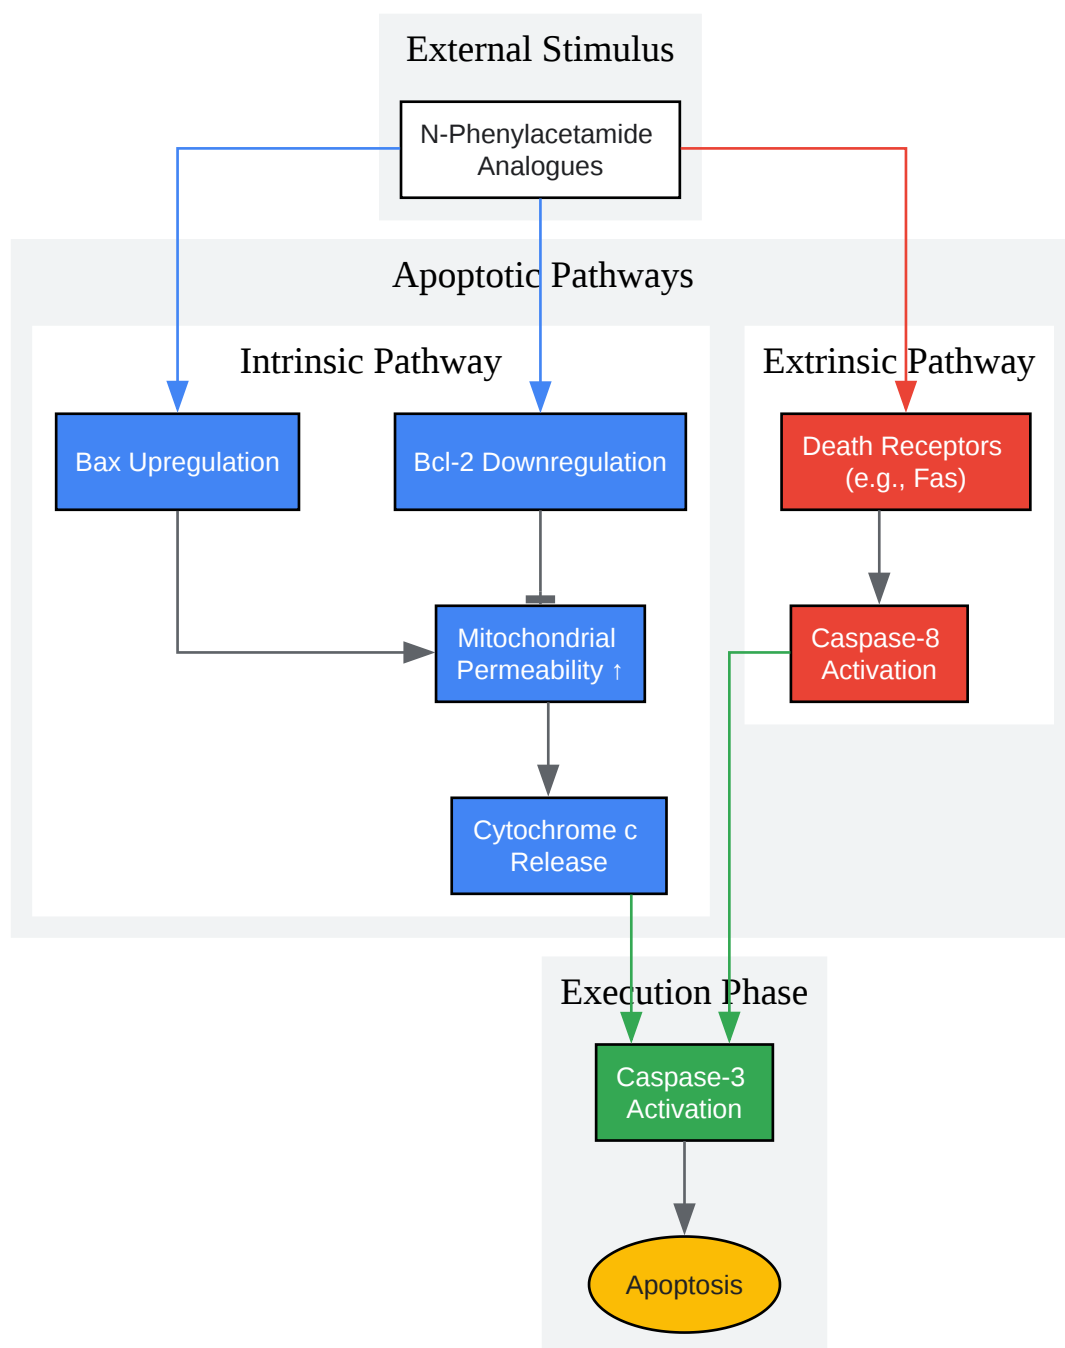 External Stimulus
N-Phenylacetamide
Analogues
Apoptotic Pathways
Intrinsic Pathway
Extrinsic Pathway
Bax Upregulation
Bcl-2 Downregulation
Death Receptors
(e.g., Fas)
Mitochondrial
Permeability ↑
Caspase-8
Activation
Cytochrome c
Release
Execution Phase
Caspase-3
Activation
Apoptosis